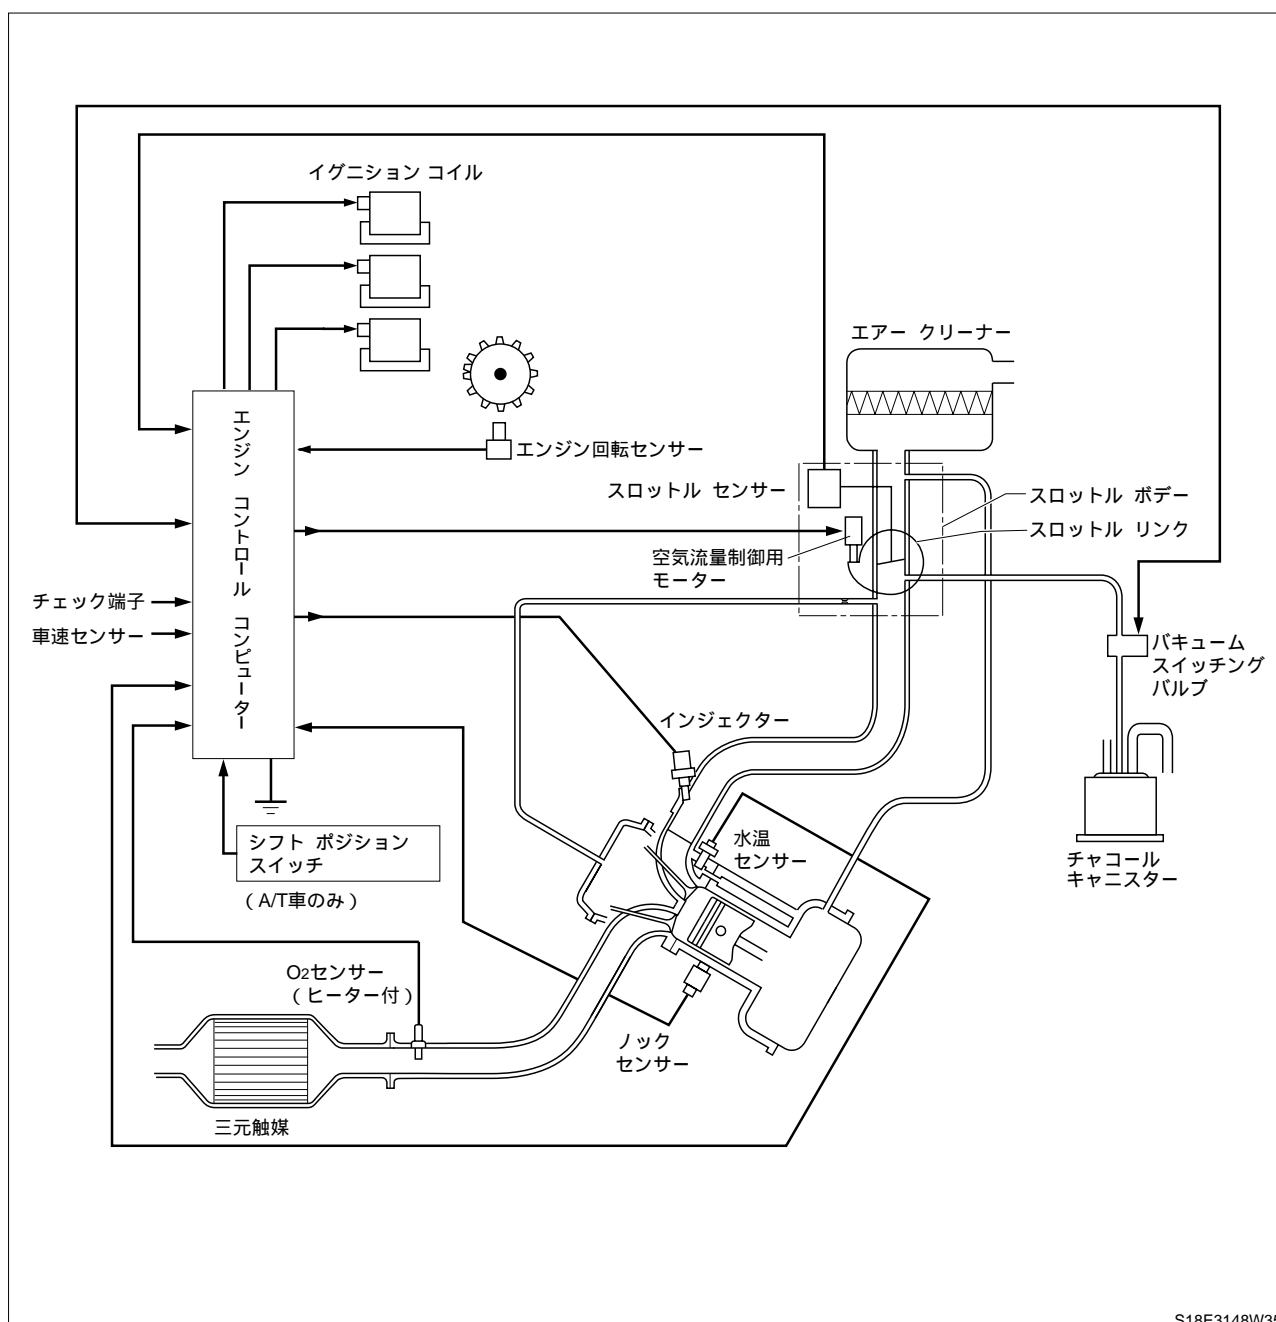 イグニション コイル
エアー クリーナー
エンジン コントロール コンピューター
エンジン回転センサー
スロットル センサー
スロットル ボデー
スロットル リンク
空気流量制御用
モーター
チェック端子
車速センサー
バキューム
スイッチング
バルブ
インジェクター
シフト ポジション
スイッチ
（A/T車のみ）
水温
センサー
チャコール
キャニスター
O2センサー
（ヒーター付）
ノック
センサー
三元触媒
S18E3148W35